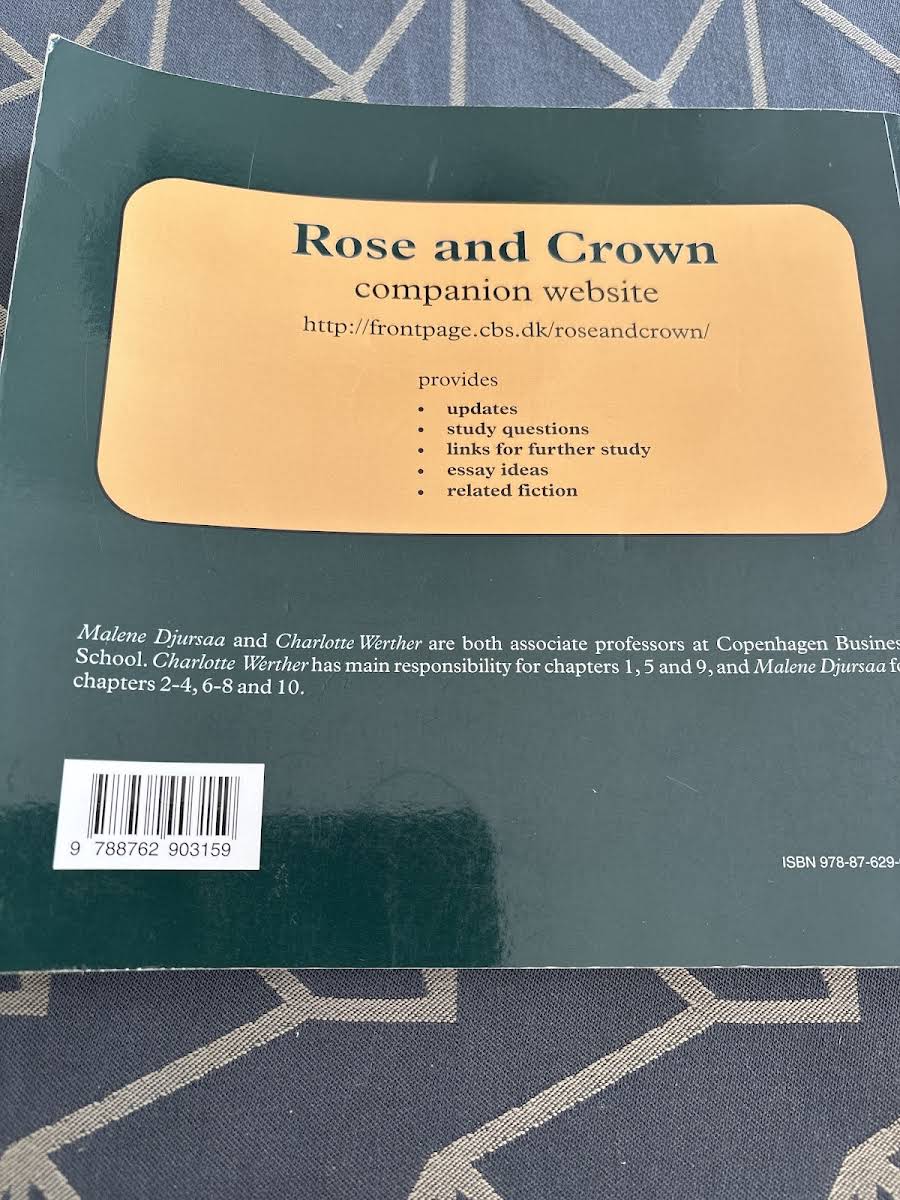 Rose and Crown
companion website
http://frontpage.cbs.dk/roseandcrown/
provides
• updates
• study questions
• links for further study
• essay ideas
• related fiction
Malene Djursaa and Charlotte Werther are both associate professors at Copenhagen Busines
School. Charlotte Werther has main responsibility for chapters 1, 5 and 9, and Malene Djursaa f
chapters 2-4, 6-8 and 10.
9 788762 903159
ISBN 978-87-629-